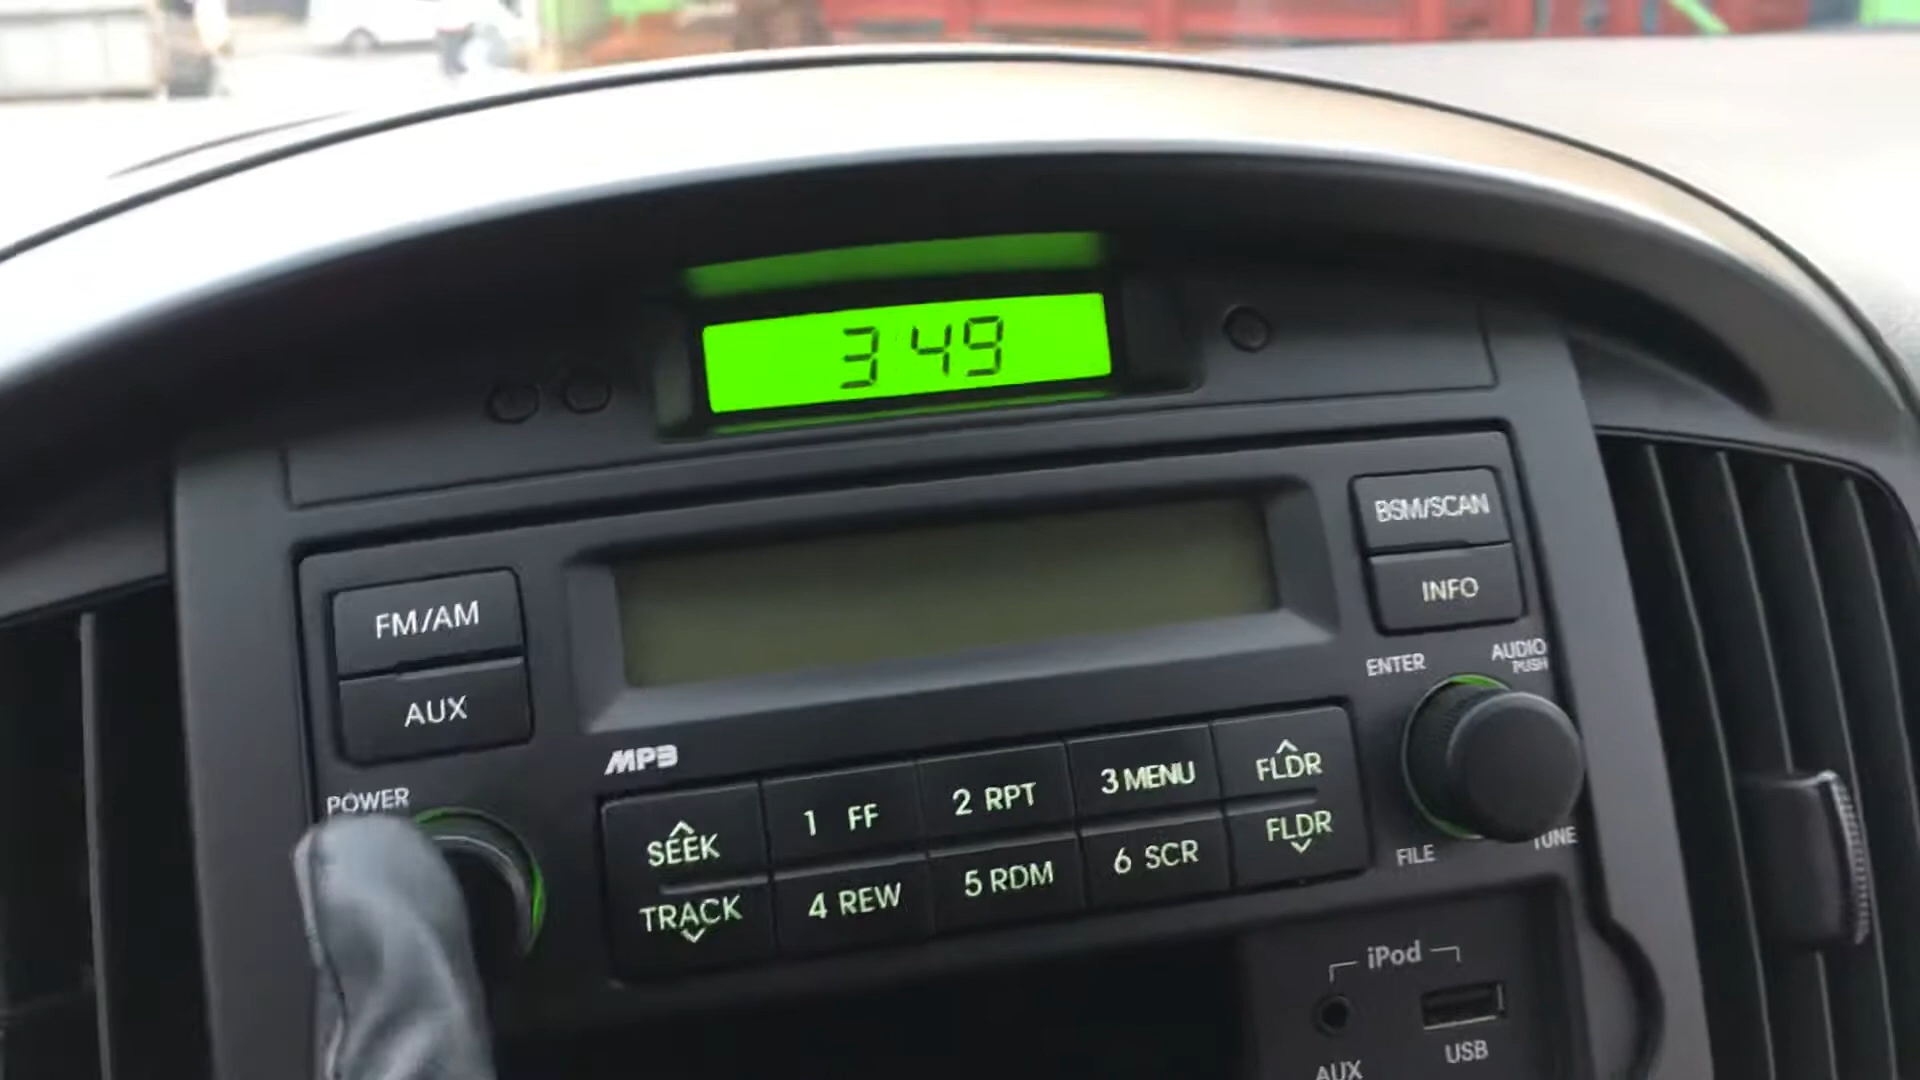 3 49
BSM/SCAN
INFO
FM/AM
AUX
ENTER
AUDIO
PUSH
MP3
POWER
SEEK
1 FF
2 RPT
3 MENU
FLDR
TRACK
4 REW
5 RDM
6 SCR
FLDR
FILE
TUNE
iPod
AUX
USB